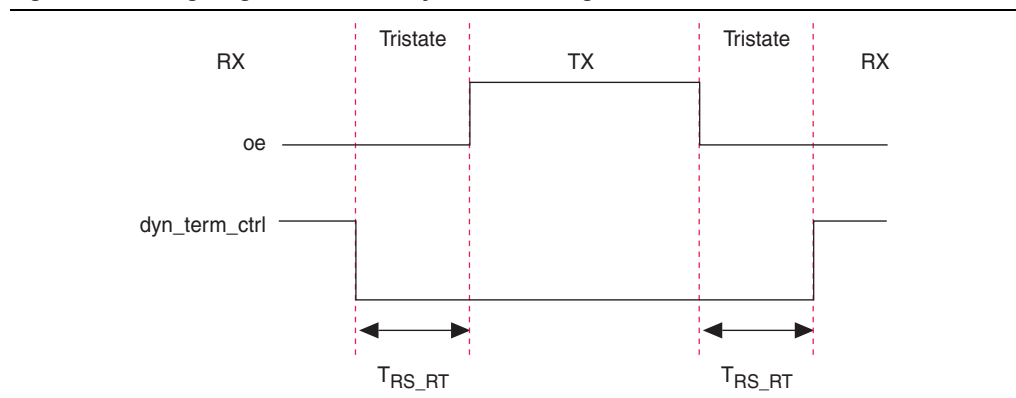 Tristate
Tristate
RX
TX
RX
oe
dyn_term_ctrl
TRS_RT
TRS_RT